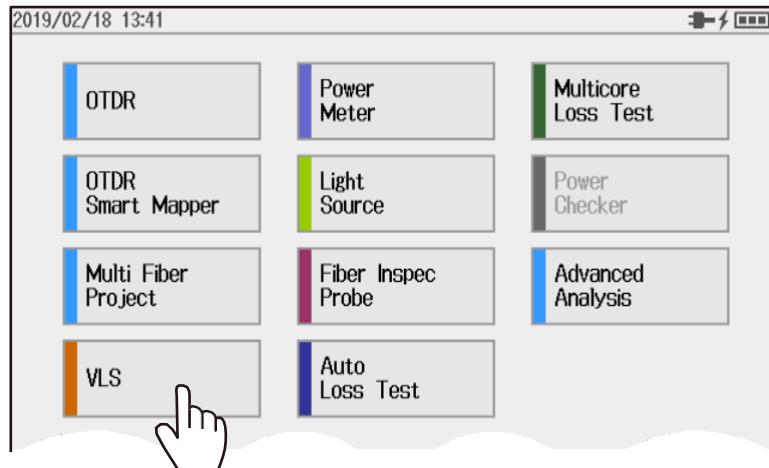 2019/02/18 13:41
OTDR
Power
Meter
Multicore
Loss Test
OTDR
Smart Mapper
Light
Source
Power
Checker
Multi Fiber
Project
Fiber Inspec
Probe
Advanced
Analysis
VLS
Auto
Loss Test